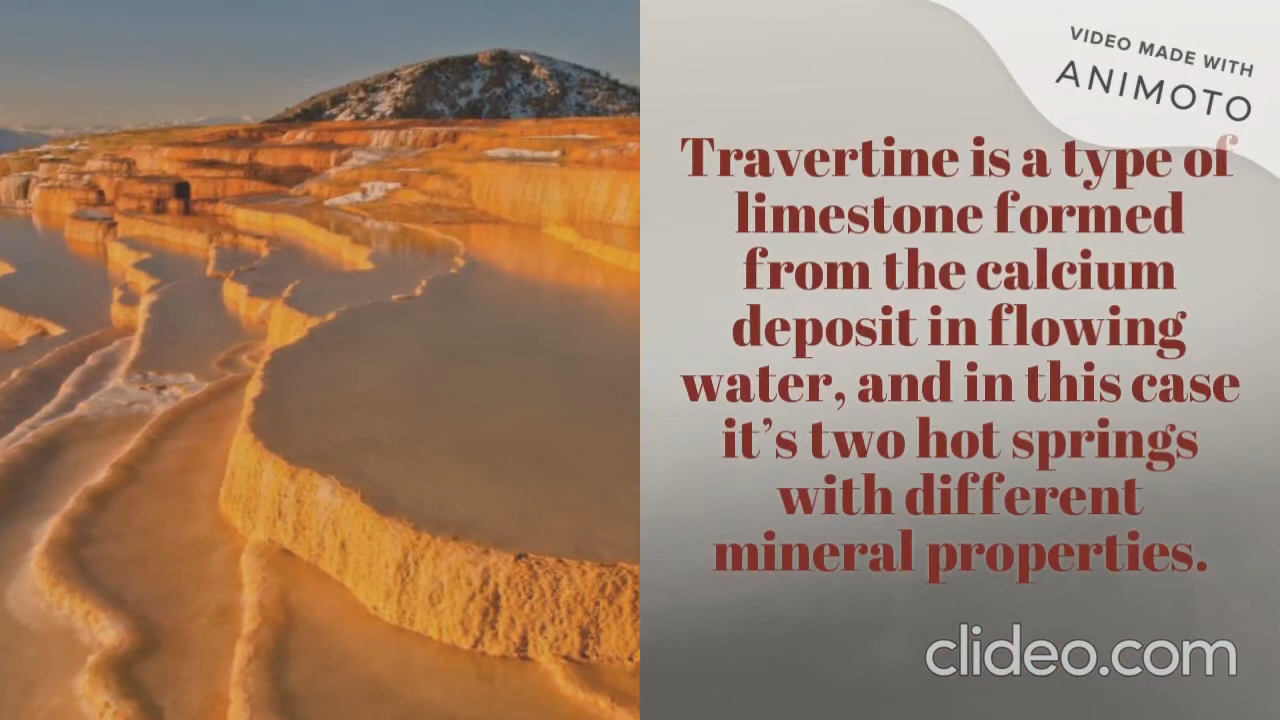 VIDEO MADE WITH
ANIMOTO
Travertine is a type of
limestone formed
from the calcium
deposit in flowing
water, and in this case
it's two hot springs
with different
mineral properties.
clideo.com